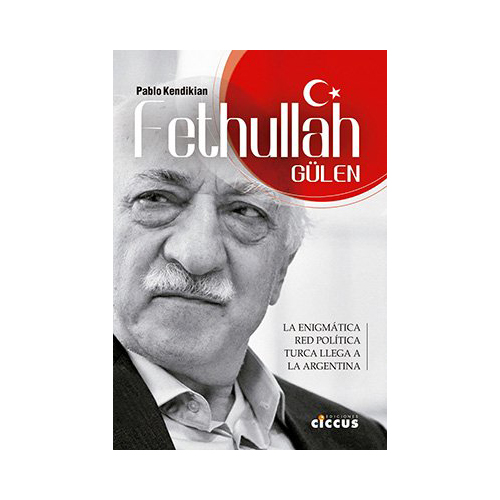 Pablo Kendikian
Fethullah
GÜLEN
LA ENIGMÁTICA
RED POLÍTICA
TURCA LLEGA A
LA ARGENTINA
EDICIONES
CICCUS